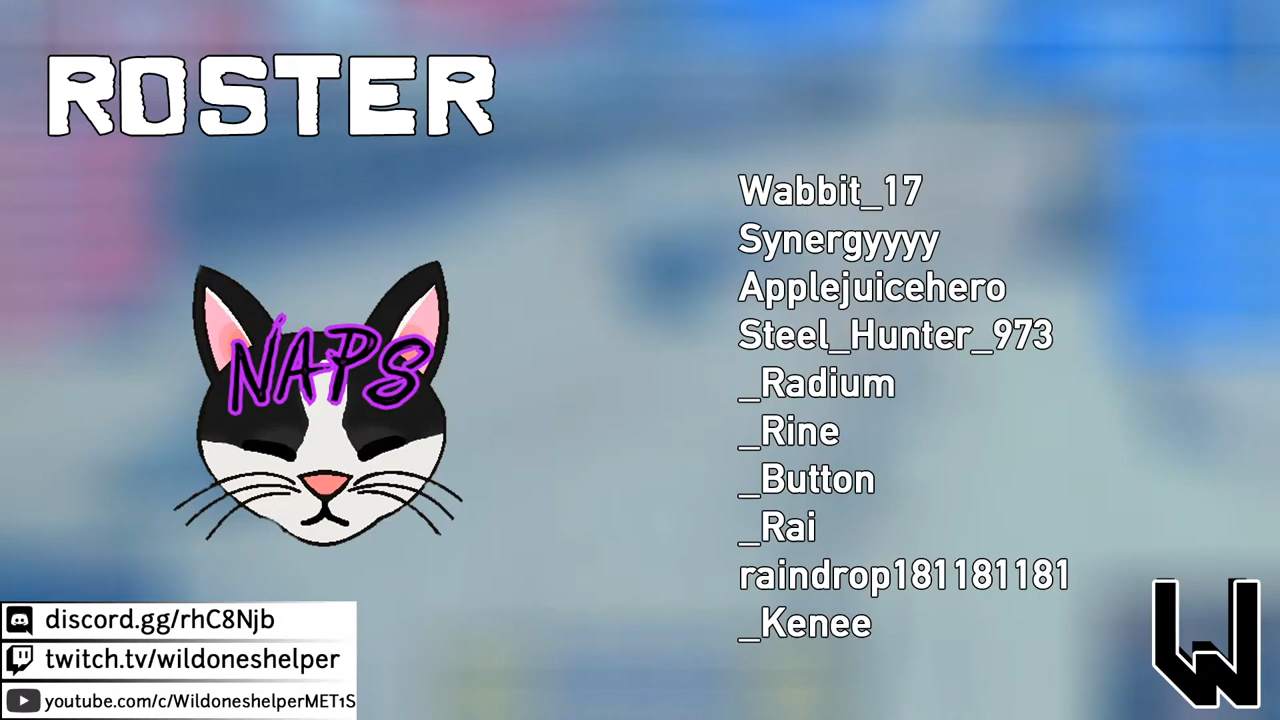 ROSTER
NAPS
Wabbit_17
Synergyyyy
Applejuicehero
Steel_Hunter_973
_Radium
_Rine
_Button
_Rai
raindrop181181181
_Kenee
discord.gg/rhC8Njb
twitch.tv/wildoneshelper
youtube.com/c/WildoneshelperMET1S
W